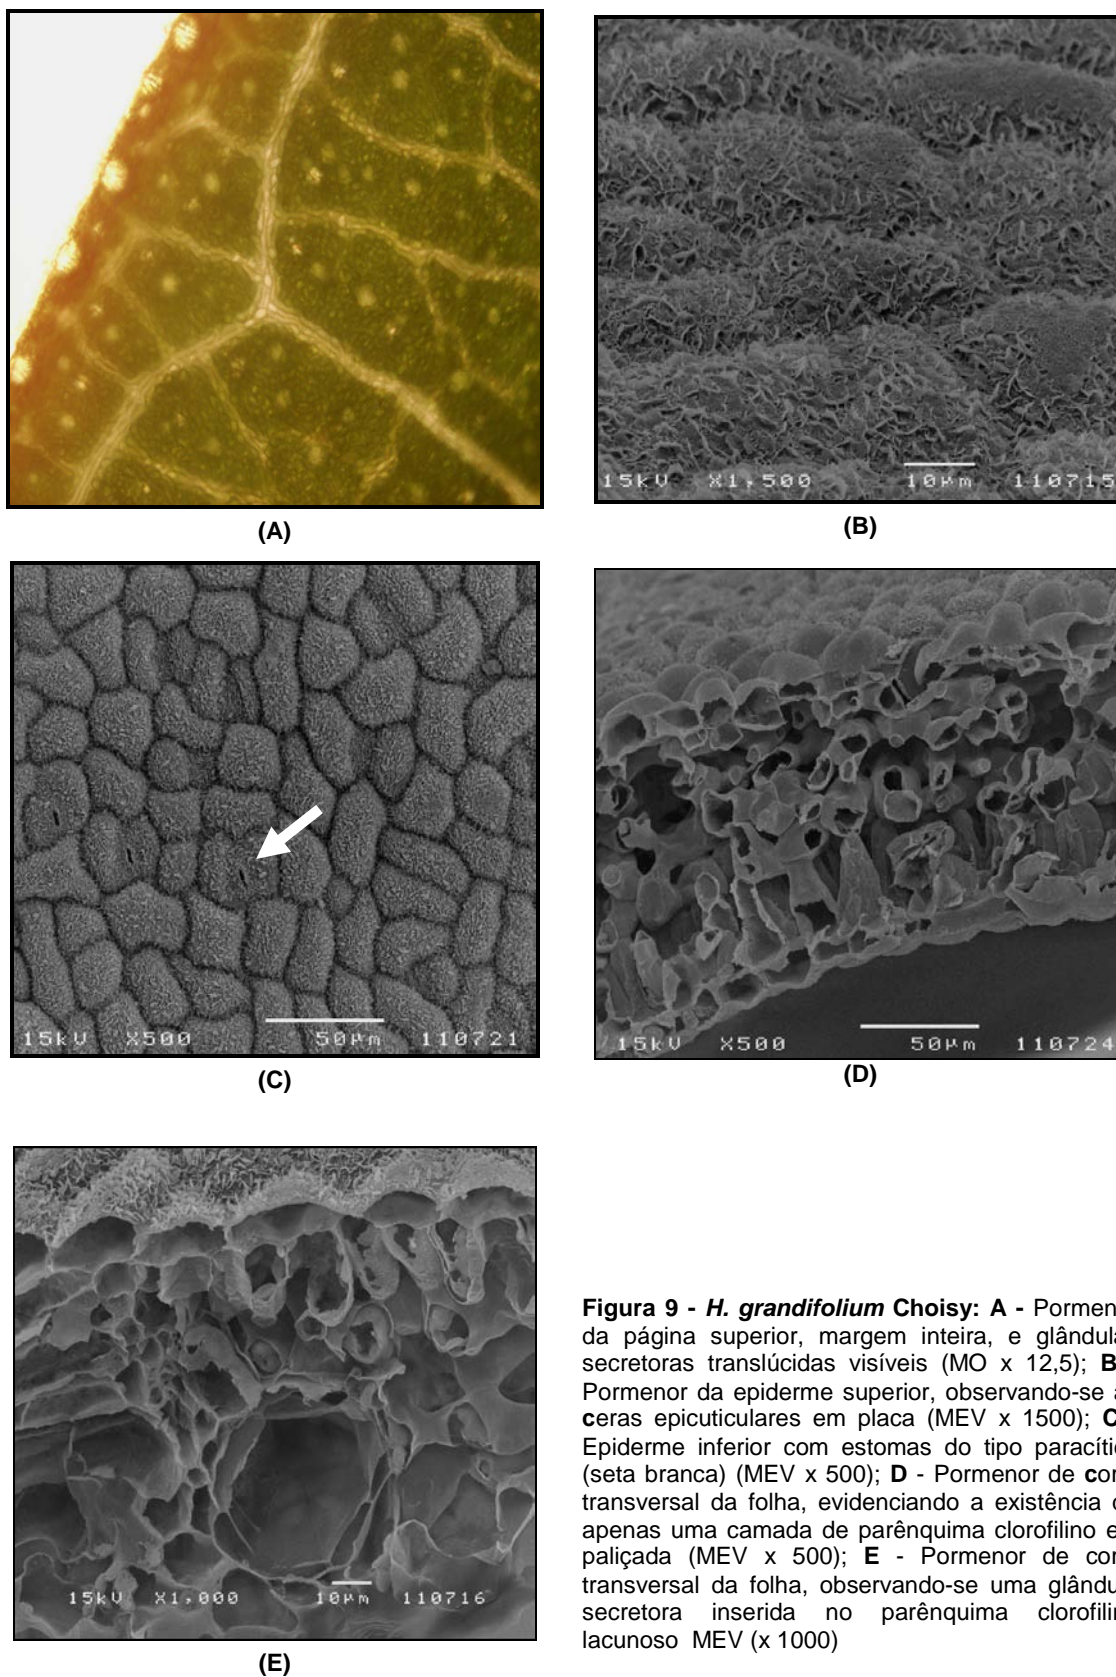 (A)
15kV X1,500 10µm 110715
(B)
15kV X500 50µm 110721
(C)
15kV X500 50µm 110724
(D)
15kV X1,000 10µm 110716
(E)
Figura 9 - H. grandifolium Choisy: A - Pormen
da página superior, margem inteira, e glândula
secretoras translúcidas visíveis (MO x 12,5); B
Pormenor da epiderme superior, observando-se a
ceras epicuticulares em placa (MEV x 1500); C
Epiderme inferior com estomas do tipo paracític
(seta branca) (MEV x 500); D - Pormenor de cor
transversal da folha, evidenciando a existência
apenas uma camada de parênquima clorofilino e
paliçada (MEV x 500); E - Pormenor de cor
transversal da folha, observando-se uma glându
secretora inserida no parênquima clorofili
lacunoso MEV (x 1000)